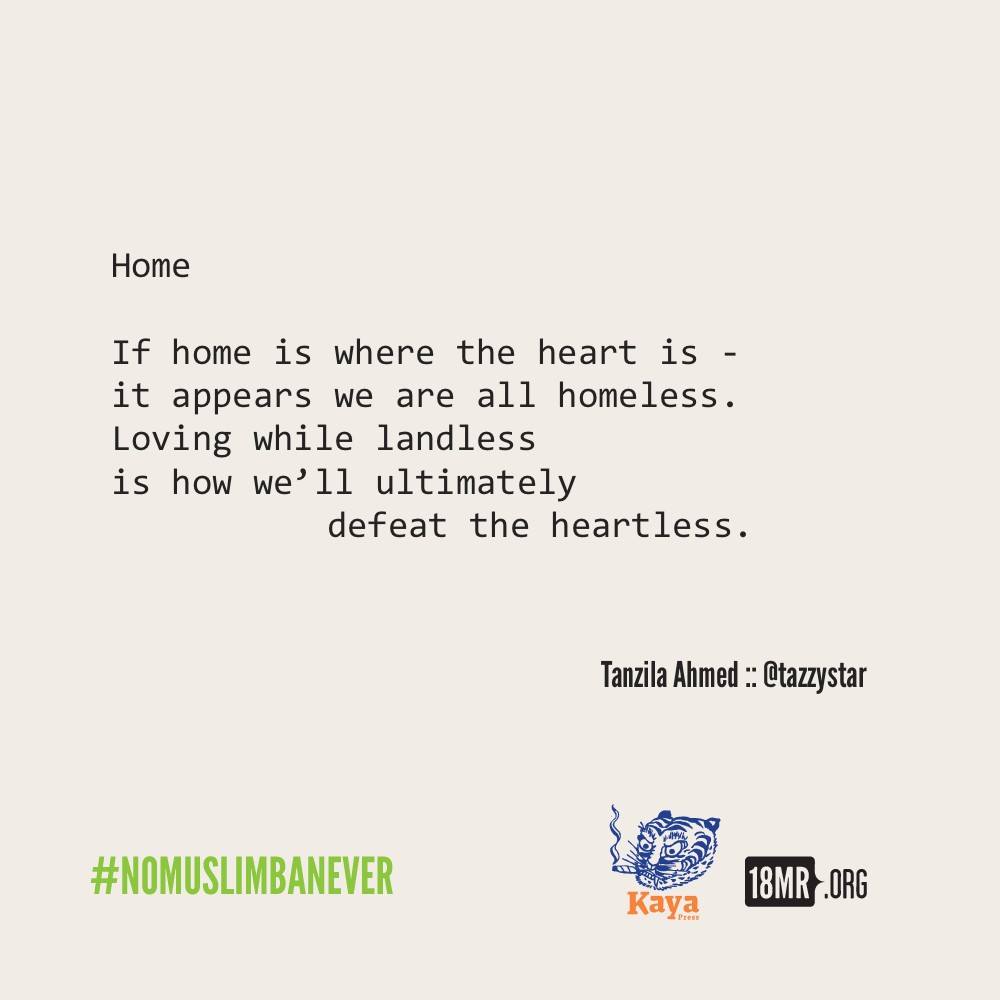 Home
If home is where the heart is -
it appears we are all homeless.
Loving while landless
is how we’ll ultimately
defeat the heartless.
Tanzila Ahmed :: @tazzystar
#NOMUSLIMBANEVER
Kaya
Press
18MR.ORG